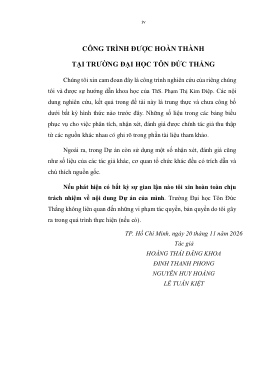 iv
CÔNG TRÌNH ĐƯỢC HOÀN THÀNH
TẠI TRƯỜNG ĐẠI HỌC TÔN ĐỨC THẮNG
Chúng tôi xin cam đoan đây là công trình nghiên cứu của riêng chúng
tôi và được sự hướng dẫn khoa học của ThS. Phạm Thị Kim Điệp. Các nội
dung nghiên cứu, kết quả trong đề tài này là trung thực và chưa công bố
dưới bất kỳ hình thức nào trước đây. Những số liệu trong các bảng biểu
phục vụ cho việc phân tích, nhận xét, đánh giá được chính tác giả thu thập
từ các nguồn khác nhau có ghi rõ trong phần tài liệu tham khảo.
Ngoài ra, trong Dự án còn sử dụng một số nhận xét, đánh giá cũng
như số liệu của các tác giả khác, cơ quan tổ chức khác đều có trích dẫn và
chú thích nguồn gốc.
Nếu phát hiện có bất kỳ sự gian lận nào tôi xin hoàn toàn chịu
trách nhiệm về nội dung Dự án của mình. Trường Đại học Tôn Đức
Thắng không liên quan đến những vi phạm tác quyền, bản quyền do tôi gây
ra trong quá trình thực hiện (nếu có).
TP. Hồ Chí Minh, ngày 20 tháng 11 năm 2026
Tác giả
HOÀNG THÁI ĐĂNG KHOA
ĐINH THANH PHONG
NGUYỄN HUY HOÀNG
LÊ TUẤN KIỆT